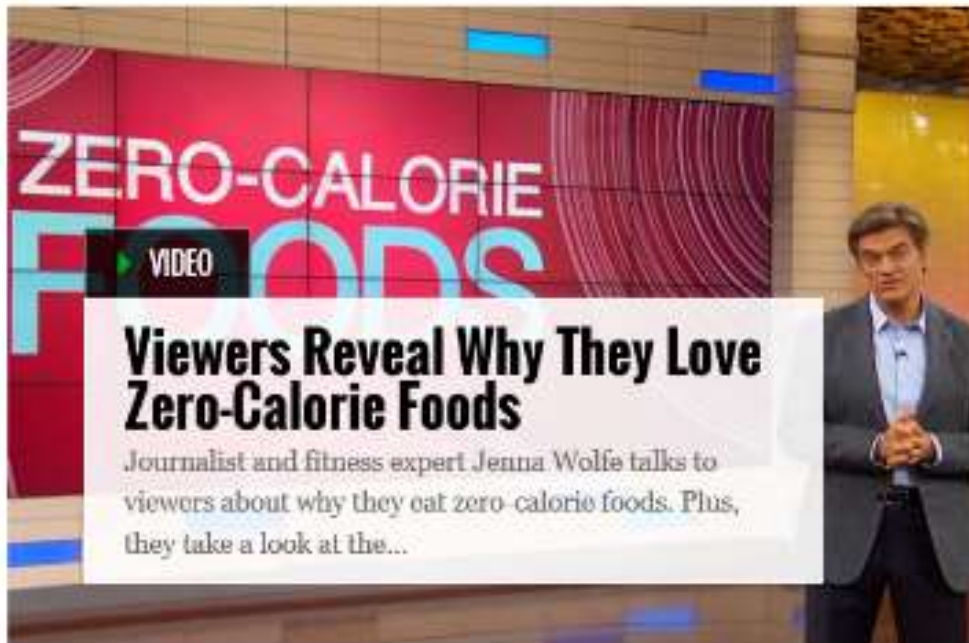 ZERO-CALORIE
FOODS
VIDEO
Viewers Reveal Why They Love
Zero-Calorie Foods
Journalist and fitness expert Jenna Wolfe talks to
viewers about why they eat zero-calorie foods. Plus,
they take a look at the...